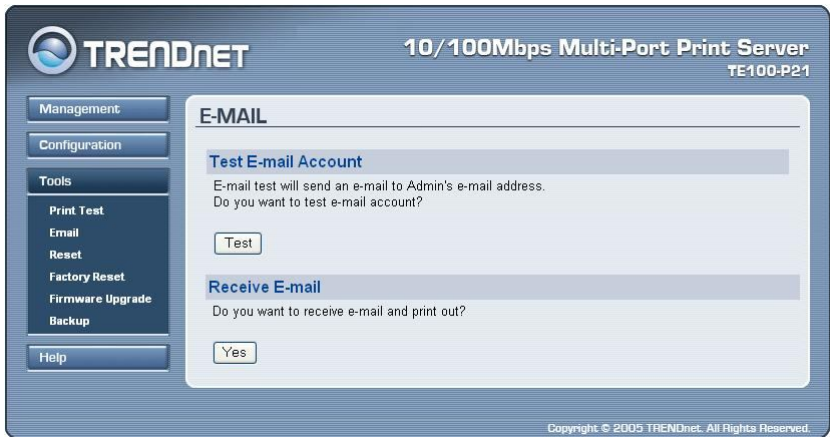 TRENDnet
10/100Mbps Multi-Port Print Server
TE100-P21
Management
Configuration
Tools
Print Test
Email
Reset
Factory Reset
Firmware Upgrade
Backup
Help
E-MAIL
Test E-mail Account
E-mail test will send an e-mail to Admin's e-mail address.
Do you want to test e-mail account?
Test
Receive E-mail
Do you want to receive e-mail and print out?
Yes
Copyright © 2005 TRENDnet. All Rights Reserved.